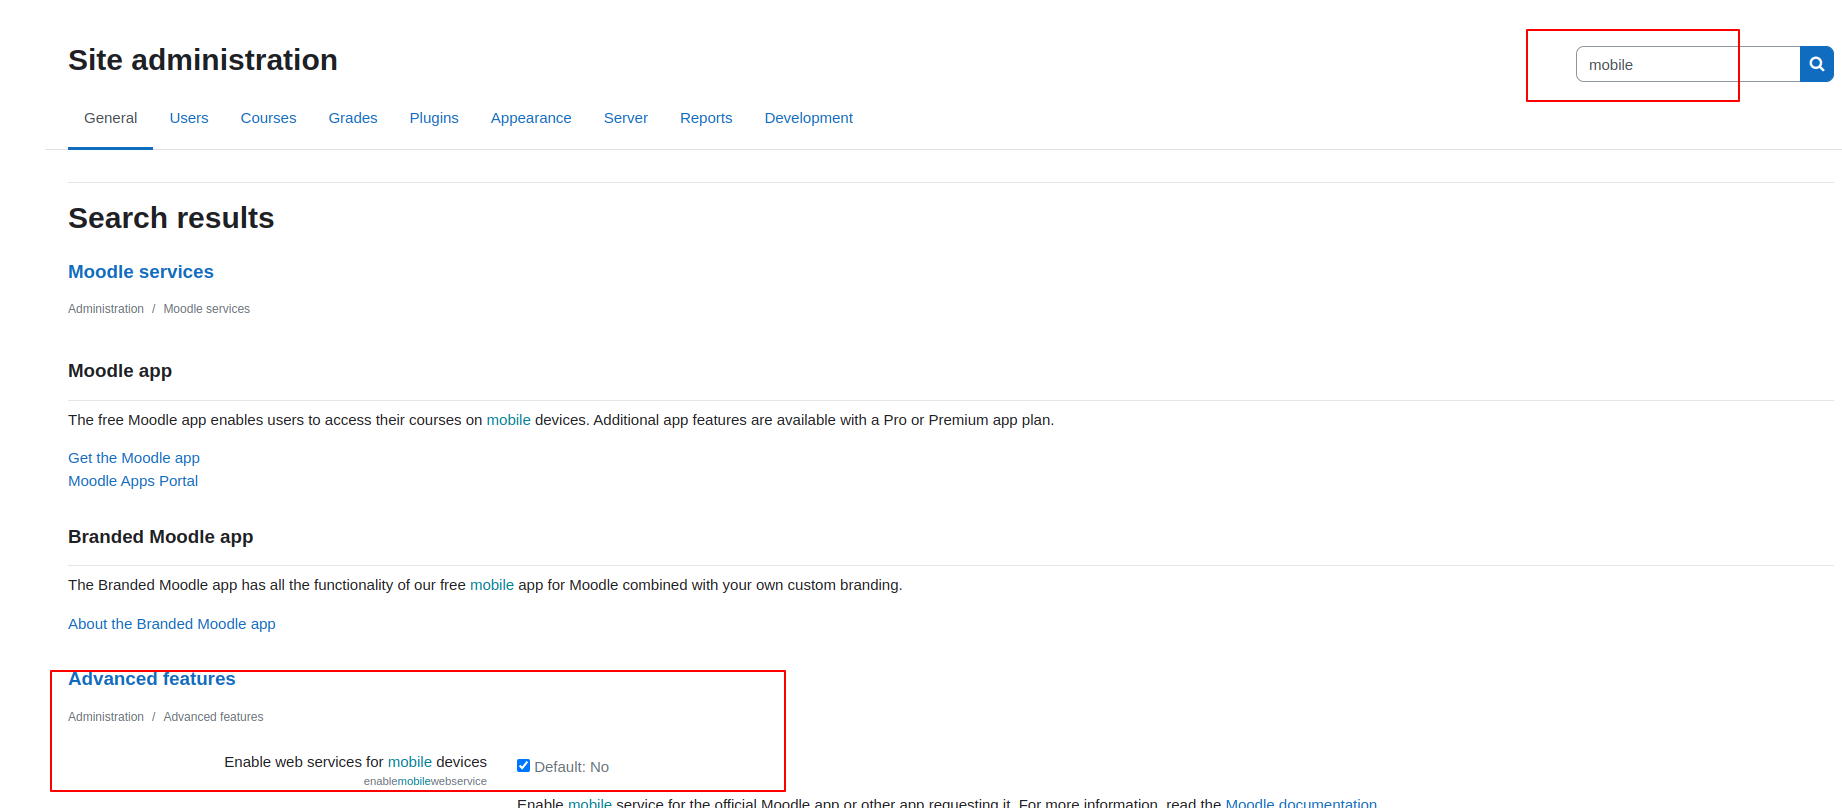 Site administration
mobile
General Users Courses Grades Plugins Appearance Server Reports Development
Search results
Moodle services
Administration / Moodle services
Moodle app
The free Moodle app enables users to access their courses on mobile devices. Additional app features are available with a Pro or Premium app plan.
Get the Moodle app
Moodle Apps Portal
Branded Moodle app
The Branded Moodle app has all the functionality of our free mobile app for Moodle combined with your own custom branding.
About the Branded Moodle app
Advanced features
Administration / Advanced features
Enable web services for mobile devices
Default: No
enablemobilewebservice
Enable mobile service for the official Moodle app or other app requesting it. For more information, read the Moodle documentation